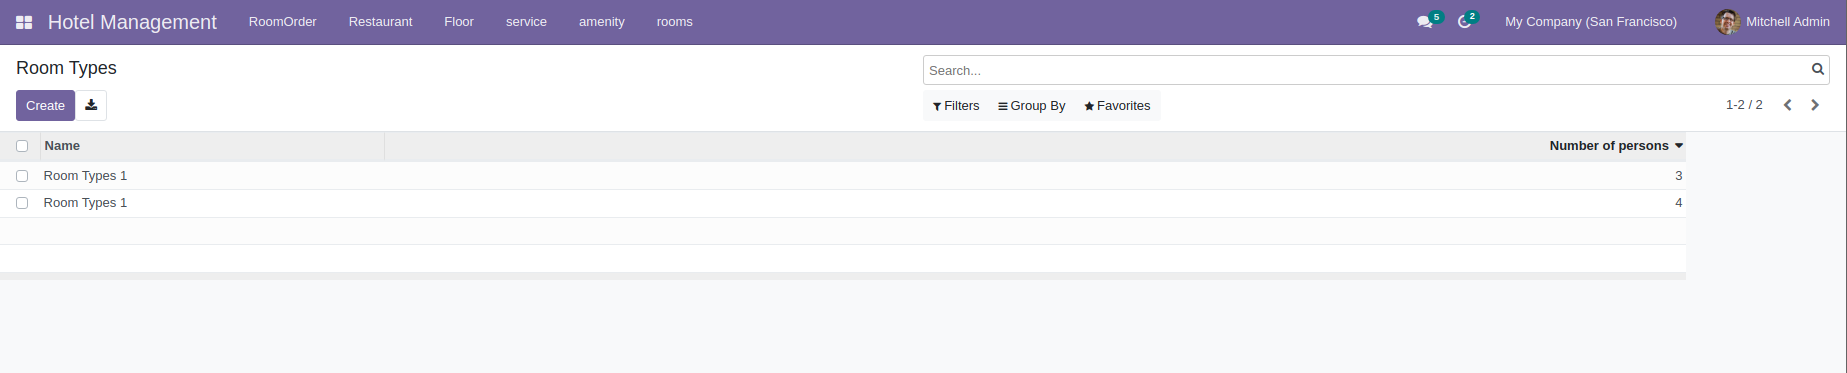 Hotel Management RoomOrder Restaurant Floor service amenity rooms 5 2 My Company (San Francisco) Mitchell Admin
Room Types
Search...
Create Filters Group By Favorites 1-2 / 2
Name Number of persons
Room Types 1 3
Room Types 1 4